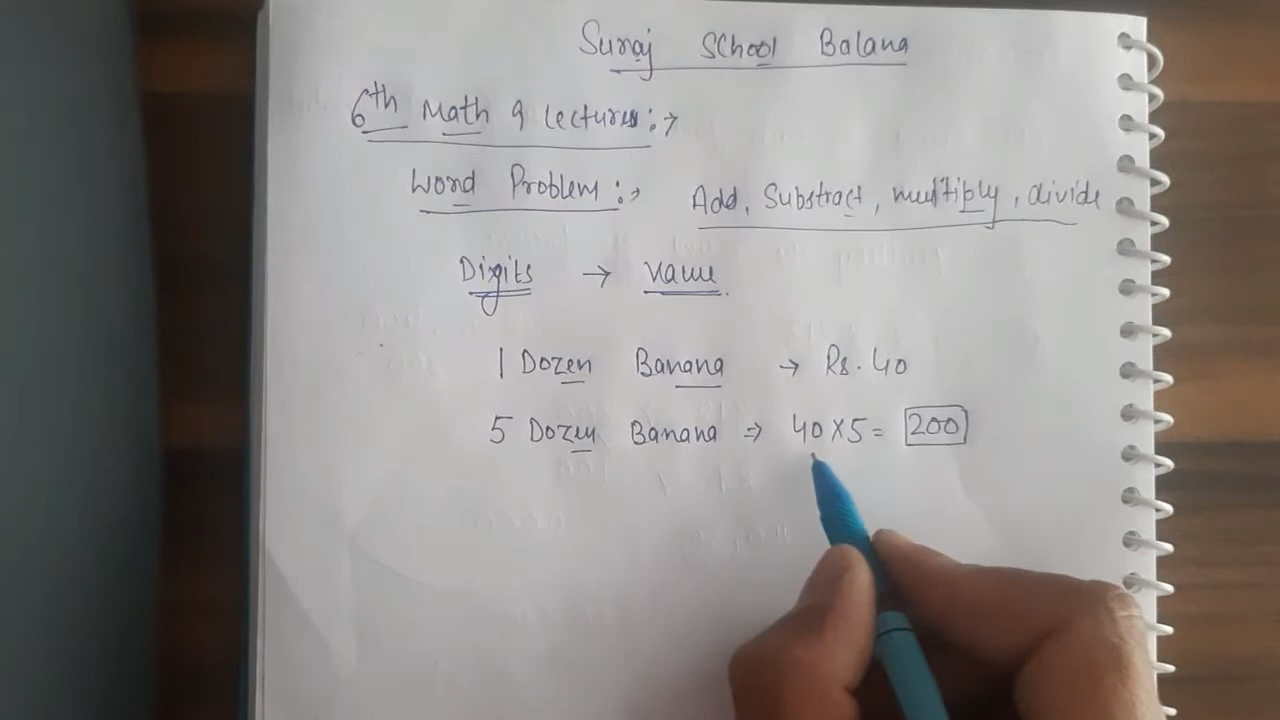 Suraj School Balana
6th Math 9 lectures:→
Word Problem:→ Add, Substract, multiply, divide
Digits → Value.
1 Dozen Banana → Rs. 40
5 Dozen Banana ⇒ 40×5= 200